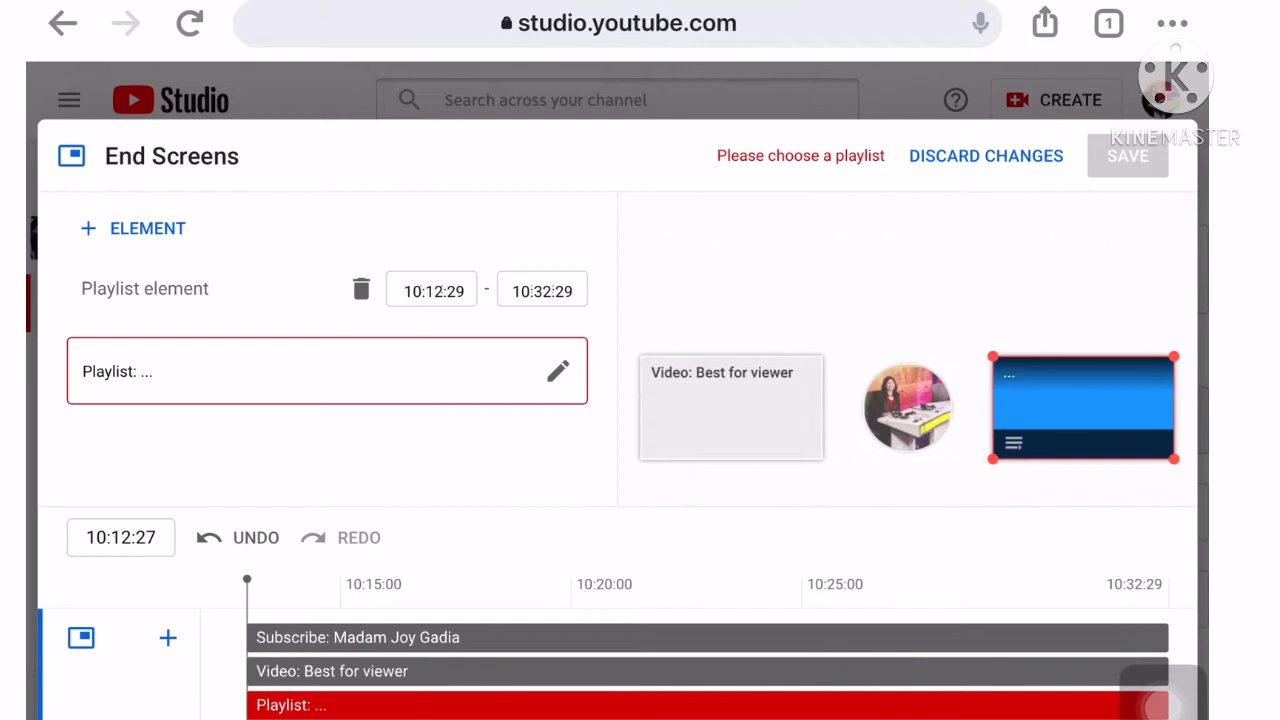 studio.youtube.com
1
Studio
Search across your channel
CREATE
K
KINEMASTER
End Screens
Please choose a playlist
DISCARD CHANGES
SAVE
+ ELEMENT
Playlist element
10:12:29 - 10:32:29
Playlist: ...
Video: Best for viewer
...
10:12:27
UNDO
REDO
10:15:00
10:20:00
10:25:00
10:32:29
Subscribe: Madam Joy Gadia
Video: Best for viewer
Playlist: ...